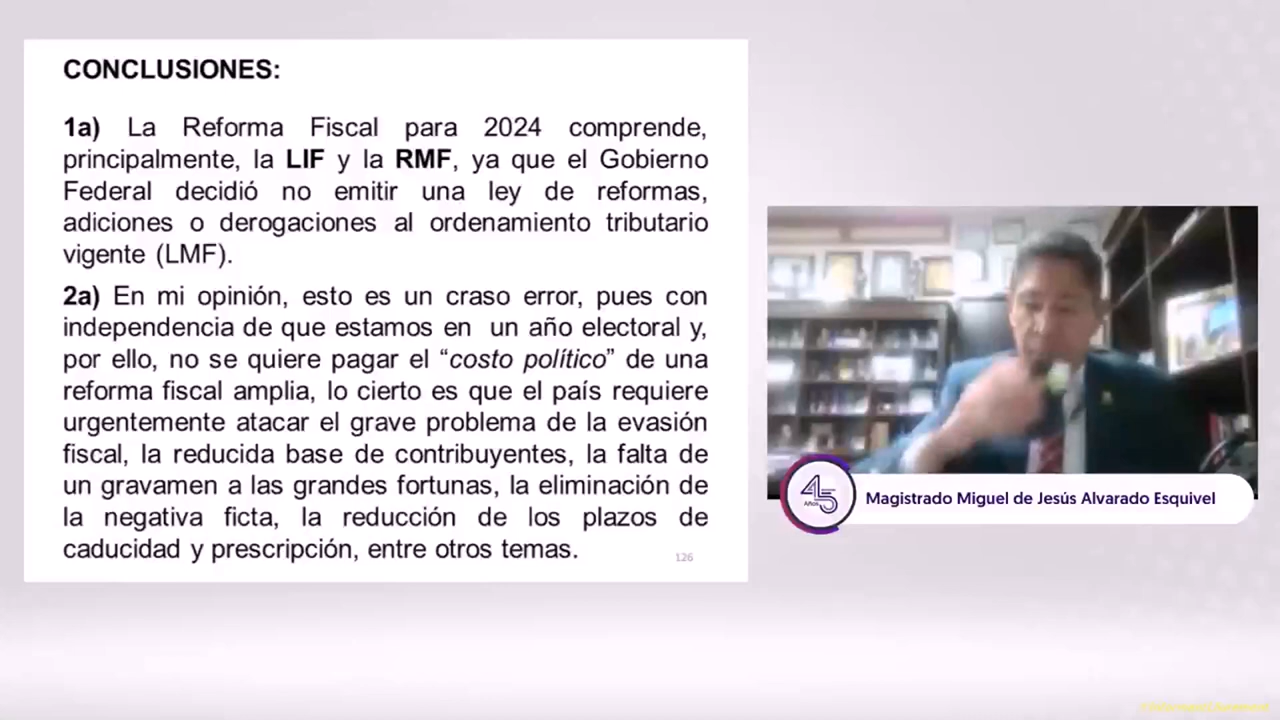 CONCLUSIONES:
1a) La Reforma Fiscal para 2024 comprende,
principalmente, la LIF y la RMF, ya que el Gobierno
Federal decidió no emitir una ley de reformas,
adiciones o derogaciones al ordenamiento tributario
vigente (LMF).
2a) En mi opinión, esto es un craso error, pues con
independencia de que estamos en un año electoral y,
por ello, no se quiere pagar el “costo político” de una
reforma fiscal amplia, lo cierto es que el país requiere
urgentemente atacar el grave problema de la evasión
fiscal, la reducida base de contribuyentes, la falta de
un gravamen a las grandes fortunas, la eliminación de
la negativa ficta, la reducción de los plazos de
caducidad y prescripción, entre otros temas.
126
45
Años
Magistrado Miguel de Jesús Alvarado Esquivel